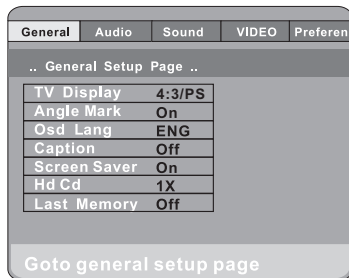 General Audio Sound VIDEO Preferen
.. General Setup Page ..
TV Display 4:3/PS
Angle Mark On
Osd Lang ENG
Caption Off
Screen Saver On
Hd Cd 1X
Last Memory Off
Goto general setup page